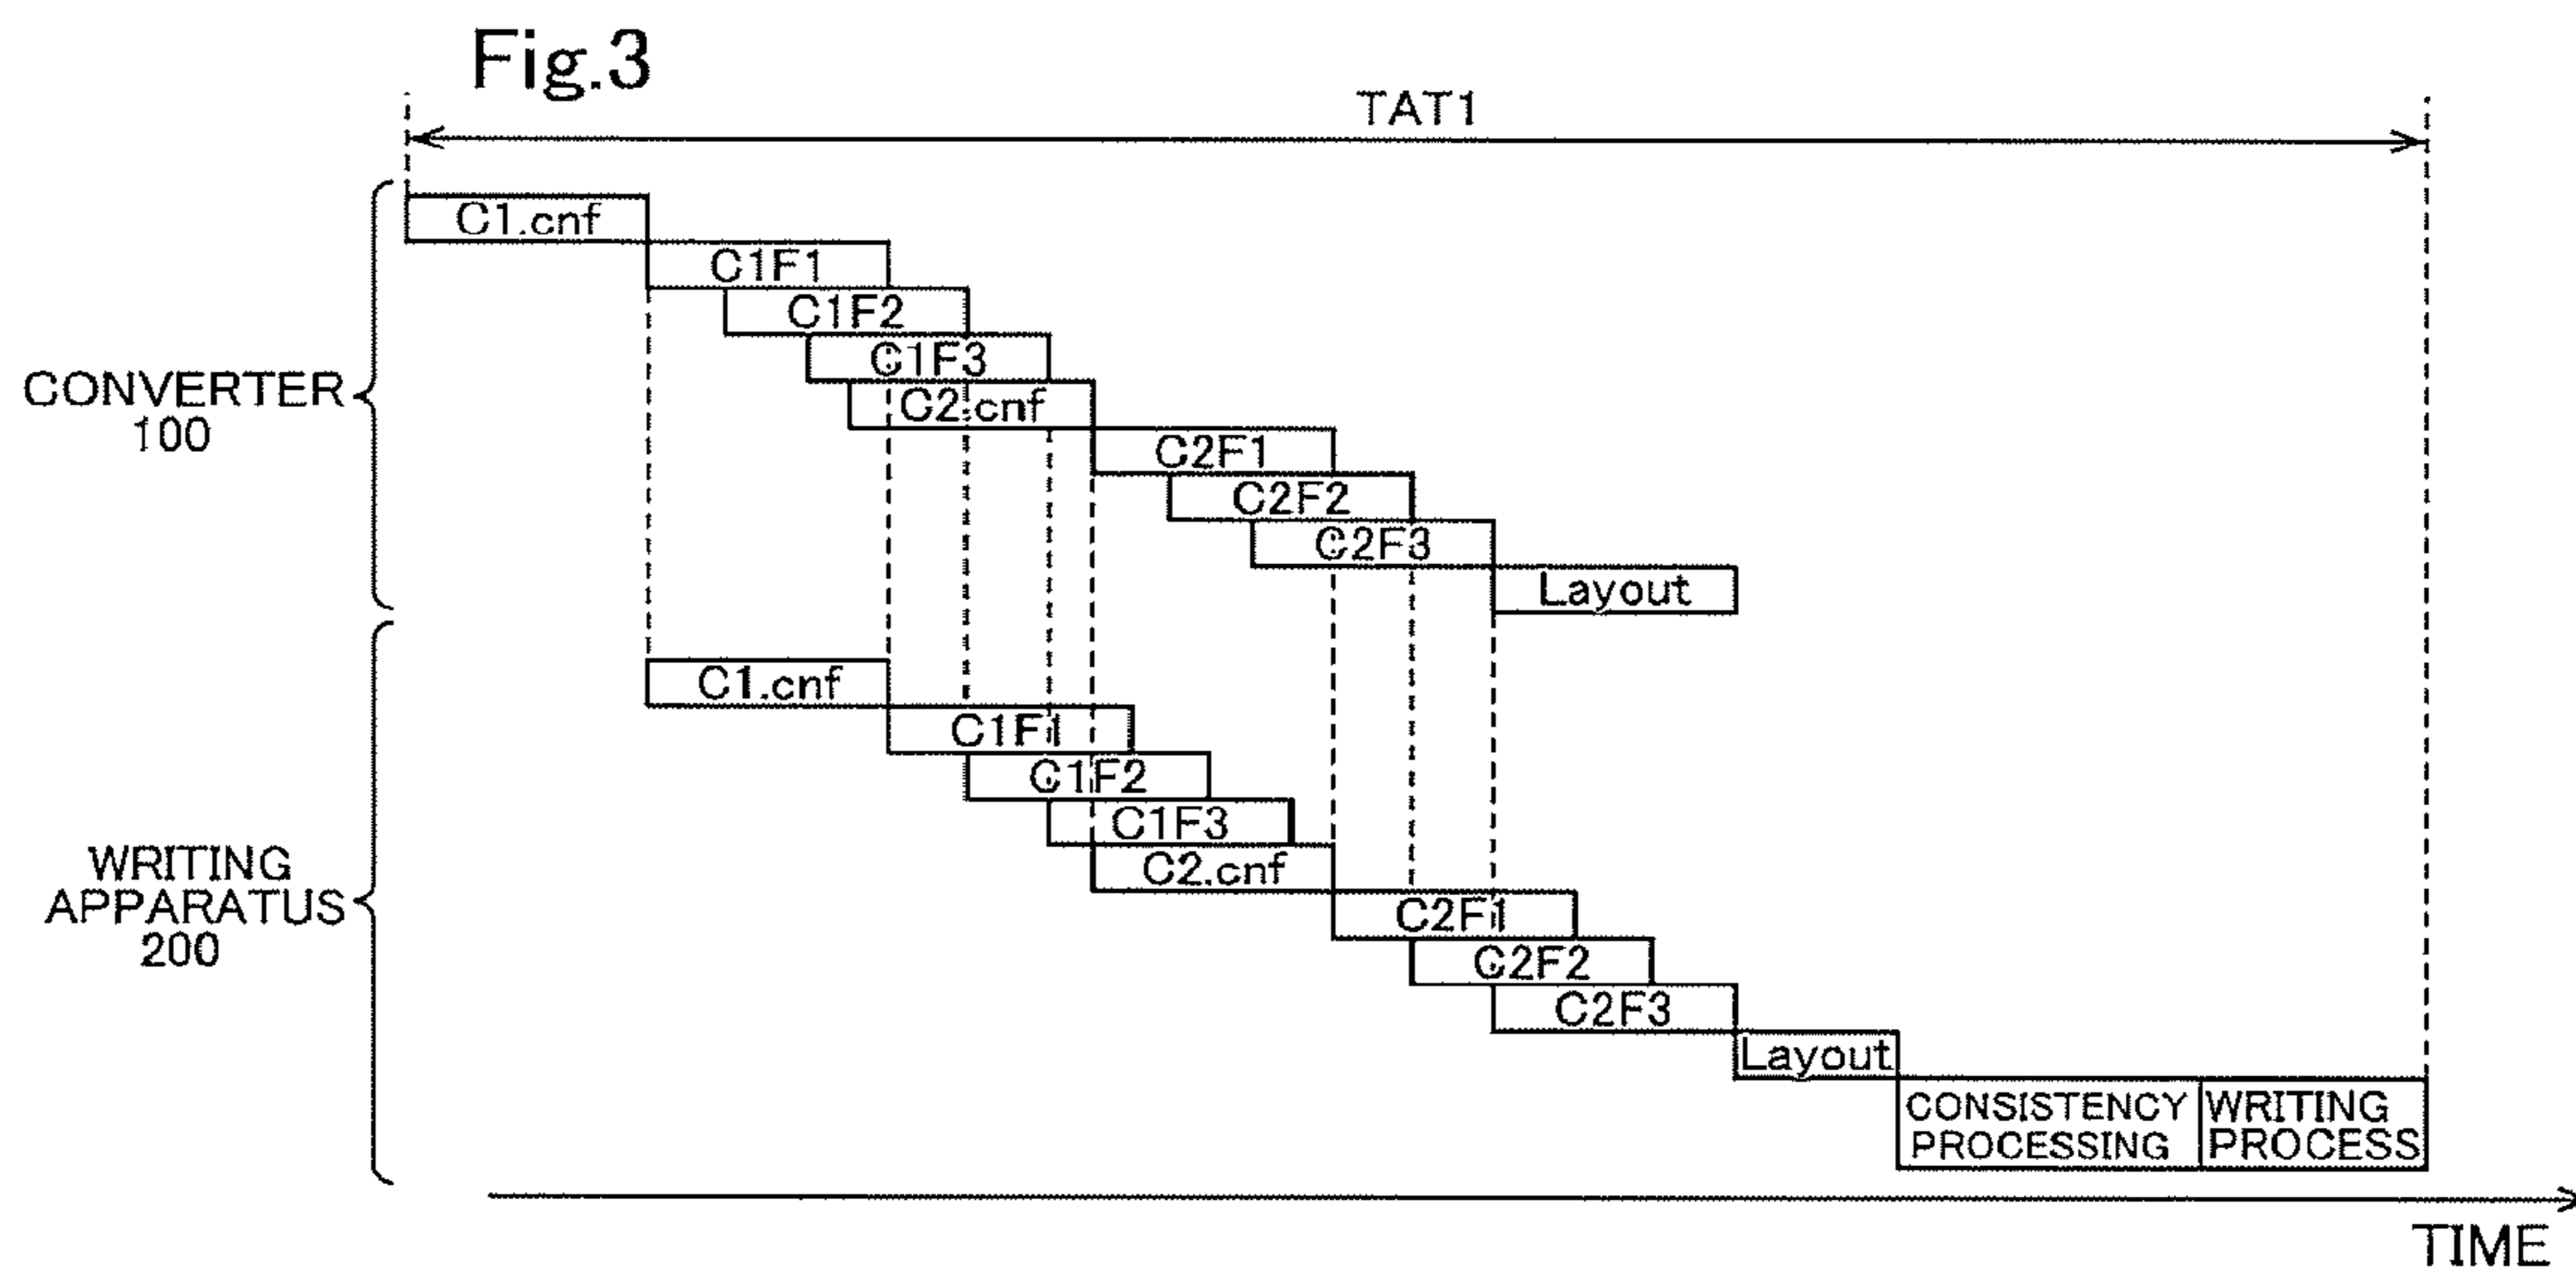 Fig.3
TAT1
C1.cnf
C1F1
C1F2
C1F3
C2.cnf
C2F1
C2F2
C2F3
Layout
CONVERTER
100
C1.cnf
C1F1
C1F2
C1F3
C2.cnf
C2F1
C2F2
C2F3
Layout
CONSISTENCY
PROCESSING
WRITING
PROCESS
WRITING
APPARATUS
200
TIME